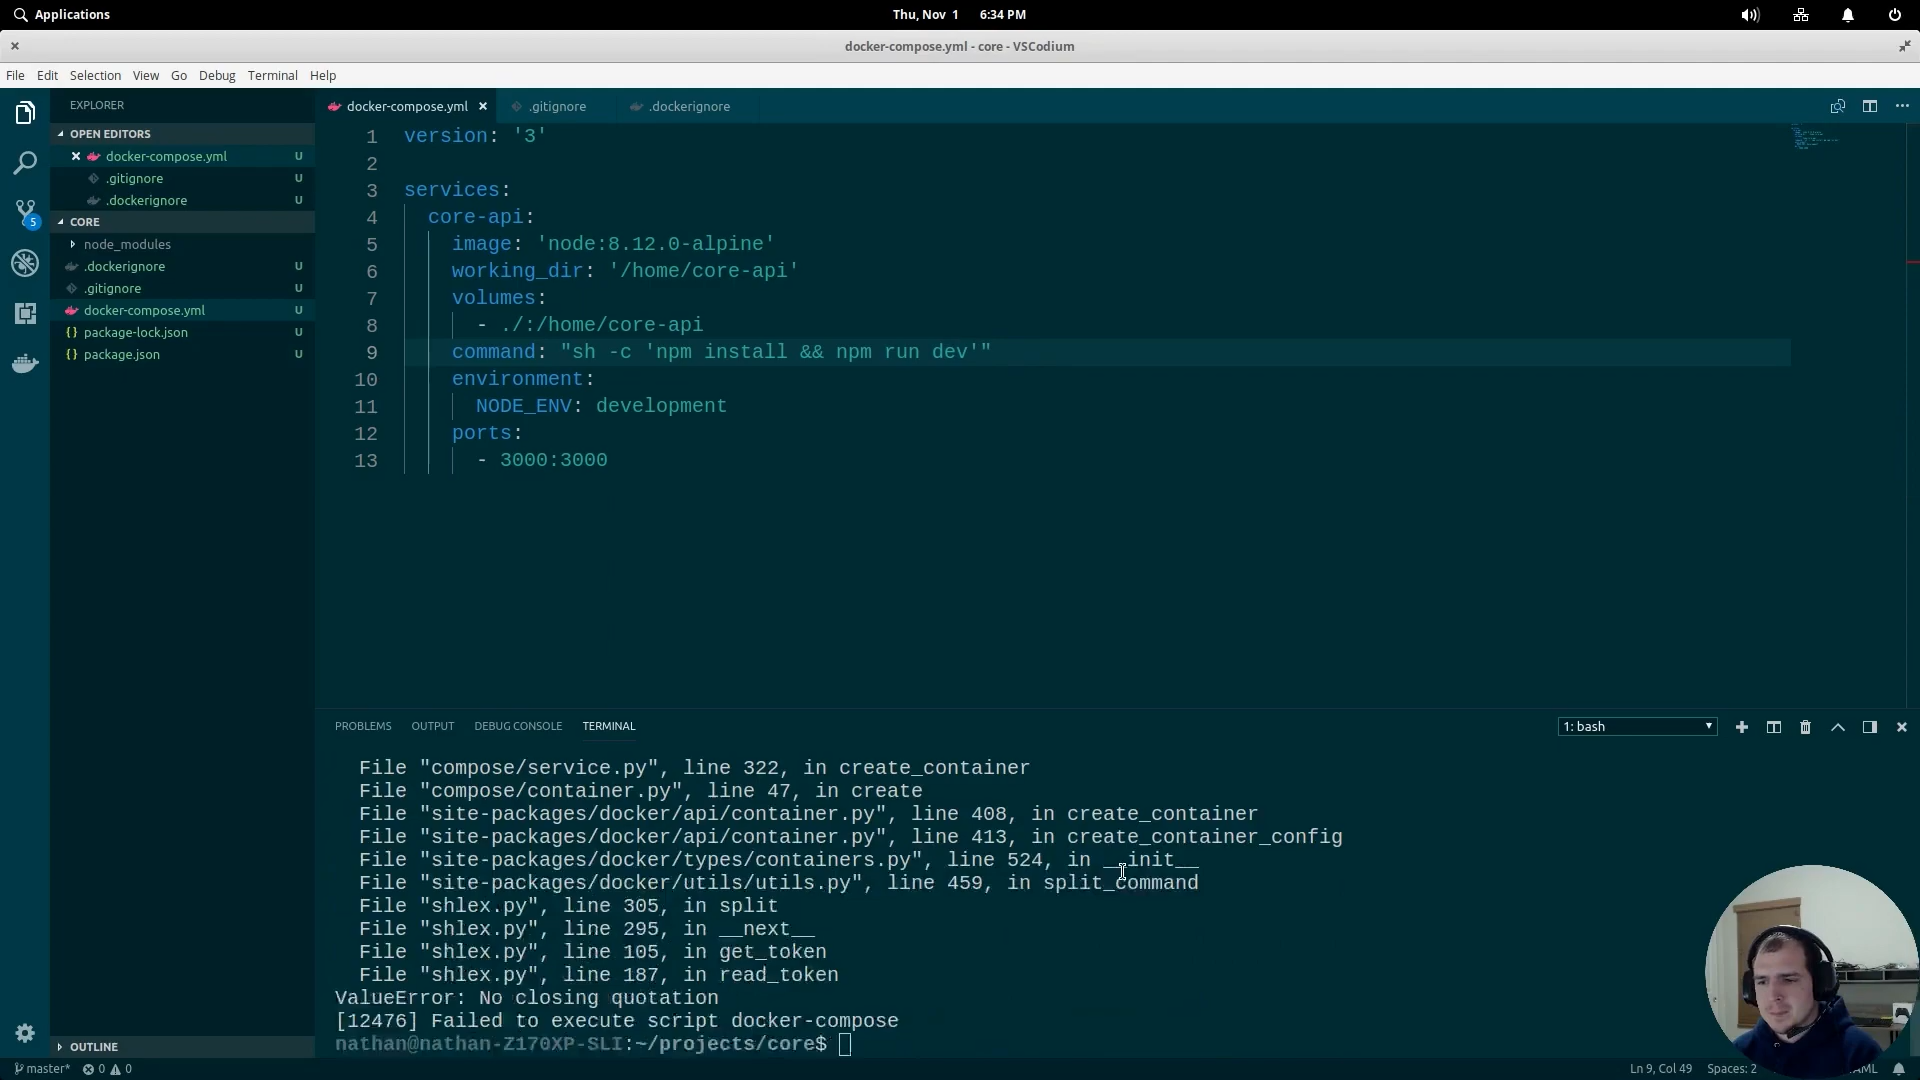 Applications
Thu, Nov 1 6:34 PM
docker-compose.yml - core - VSCodium
File Edit Selection View Go Debug Terminal Help
EXPLORER
OPEN EDITORS
docker-compose.yml U
.gitignore U
.dockerignore U
5
CORE
node_modules
.dockerignore U
.gitignore U
docker-compose.yml U
package-lock.json U
package.json U
OUTLINE
docker-compose.yml .gitignore .dockerignore
1 version: '3'
2
3 services:
4 core-api:
5 image: 'node:8.12.0-alpine'
6 working_dir: '/home/core-api'
7 volumes:
8 - ./:/home/core-api
9 command: "sh -c 'npm install && npm run dev'"
10 environment:
11 NODE_ENV: development
12 ports:
13 - 3000:3000
PROBLEMS OUTPUT DEBUG CONSOLE TERMINAL 1: bash
File "compose/service.py", line 322, in create_container
File "compose/container.py", line 47, in create
File "site-packages/docker/api/container.py", line 408, in create_container
File "site-packages/docker/api/container.py", line 413, in create_container_config
File "site-packages/docker/types/containers.py", line 524, in __init__
File "site-packages/docker/utils/utils.py", line 459, in split_command
File "shlex.py", line 305, in split
File "shlex.py", line 295, in __next__
File "shlex.py", line 105, in get_token
File "shlex.py", line 187, in read_token
ValueError: No closing quotation
[12476] Failed to execute script docker-compose
nathan@nathan-Z170XP-SLI:~/projects/core$
master* 0 0 Ln 9, Col 49 Spaces: 2